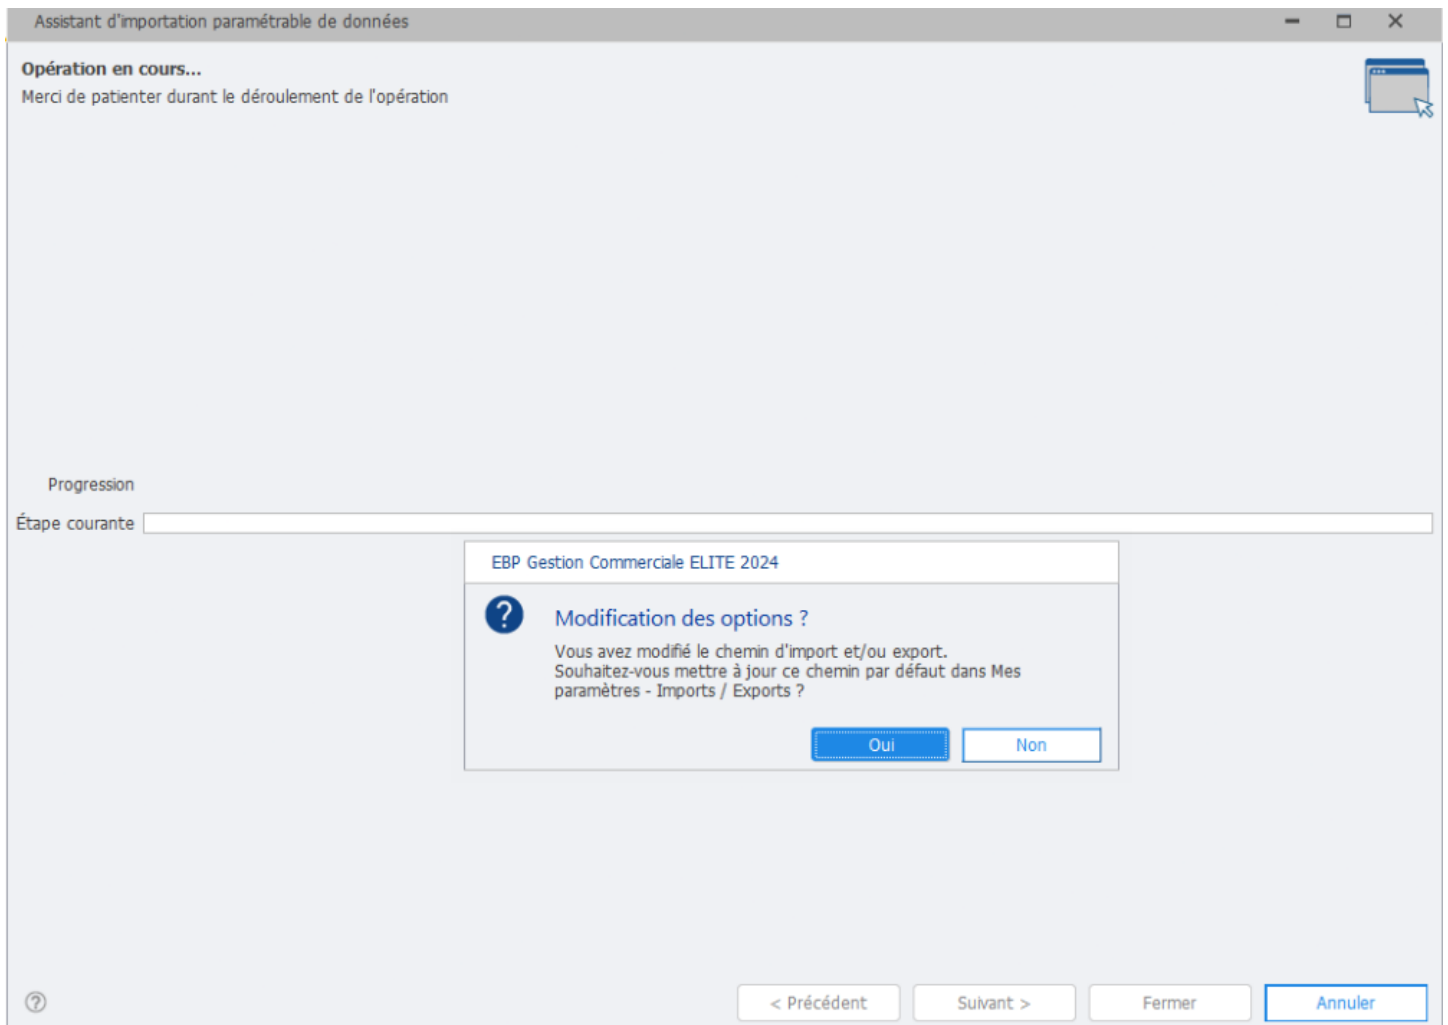 Assistant d'importation paramétrable de données
Opération en cours...
Merci de patienter durant le déroulement de l'opération
Progression
Étape courante
EBP Gestion Commerciale ELITE 2024
?
Modification des options ?
Vous avez modifié le chemin d'import et/ou export.
Souhaitez-vous mettre à jour ce chemin par défaut dans Mes
paramètres - Imports / Exports ?
Oui
Non
?
< Précédent
Suivant >
Fermer
Annuler